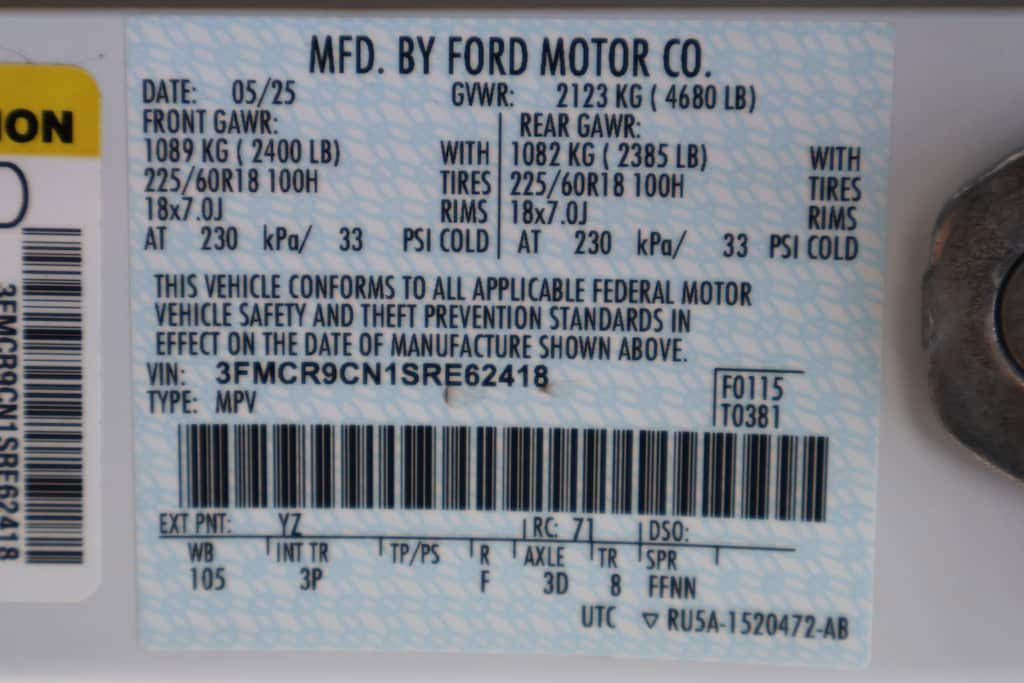 MFD. BY FORD MOTOR CO.
DATE: 05/25 GVWR: 2123 KG ( 4680 LB)
FRONT GAWR: REAR GAWR:
1089 KG ( 2400 LB) WITH 1082 KG ( 2385 LB) WITH
225/60R18 100H TIRES 225/60R18 100H TIRES
18x7.0J RIMS 18x7.0J RIMS
AT 230 kPa/ 33 PSI COLD AT 230 kPa/ 33 PSI COLD
THIS VEHICLE CONFORMS TO ALL APPLICABLE FEDERAL MOTOR
VEHICLE SAFETY AND THEFT PREVENTION STANDARDS IN
EFFECT ON THE DATE OF MANUFACTURE SHOWN ABOVE.
VIN: 3FMCR9CN1SRE62418
TYPE: MPV
F0115
T0381
EXT PNT: YZ RC: 71 DSO:
WB INT TR TP/PS R AXLE TR SPR
105 3P F 3D 8 FFNN
UTC ▽ RU5A-1520472-AB
ION
3FMCR9CN1SRE62418